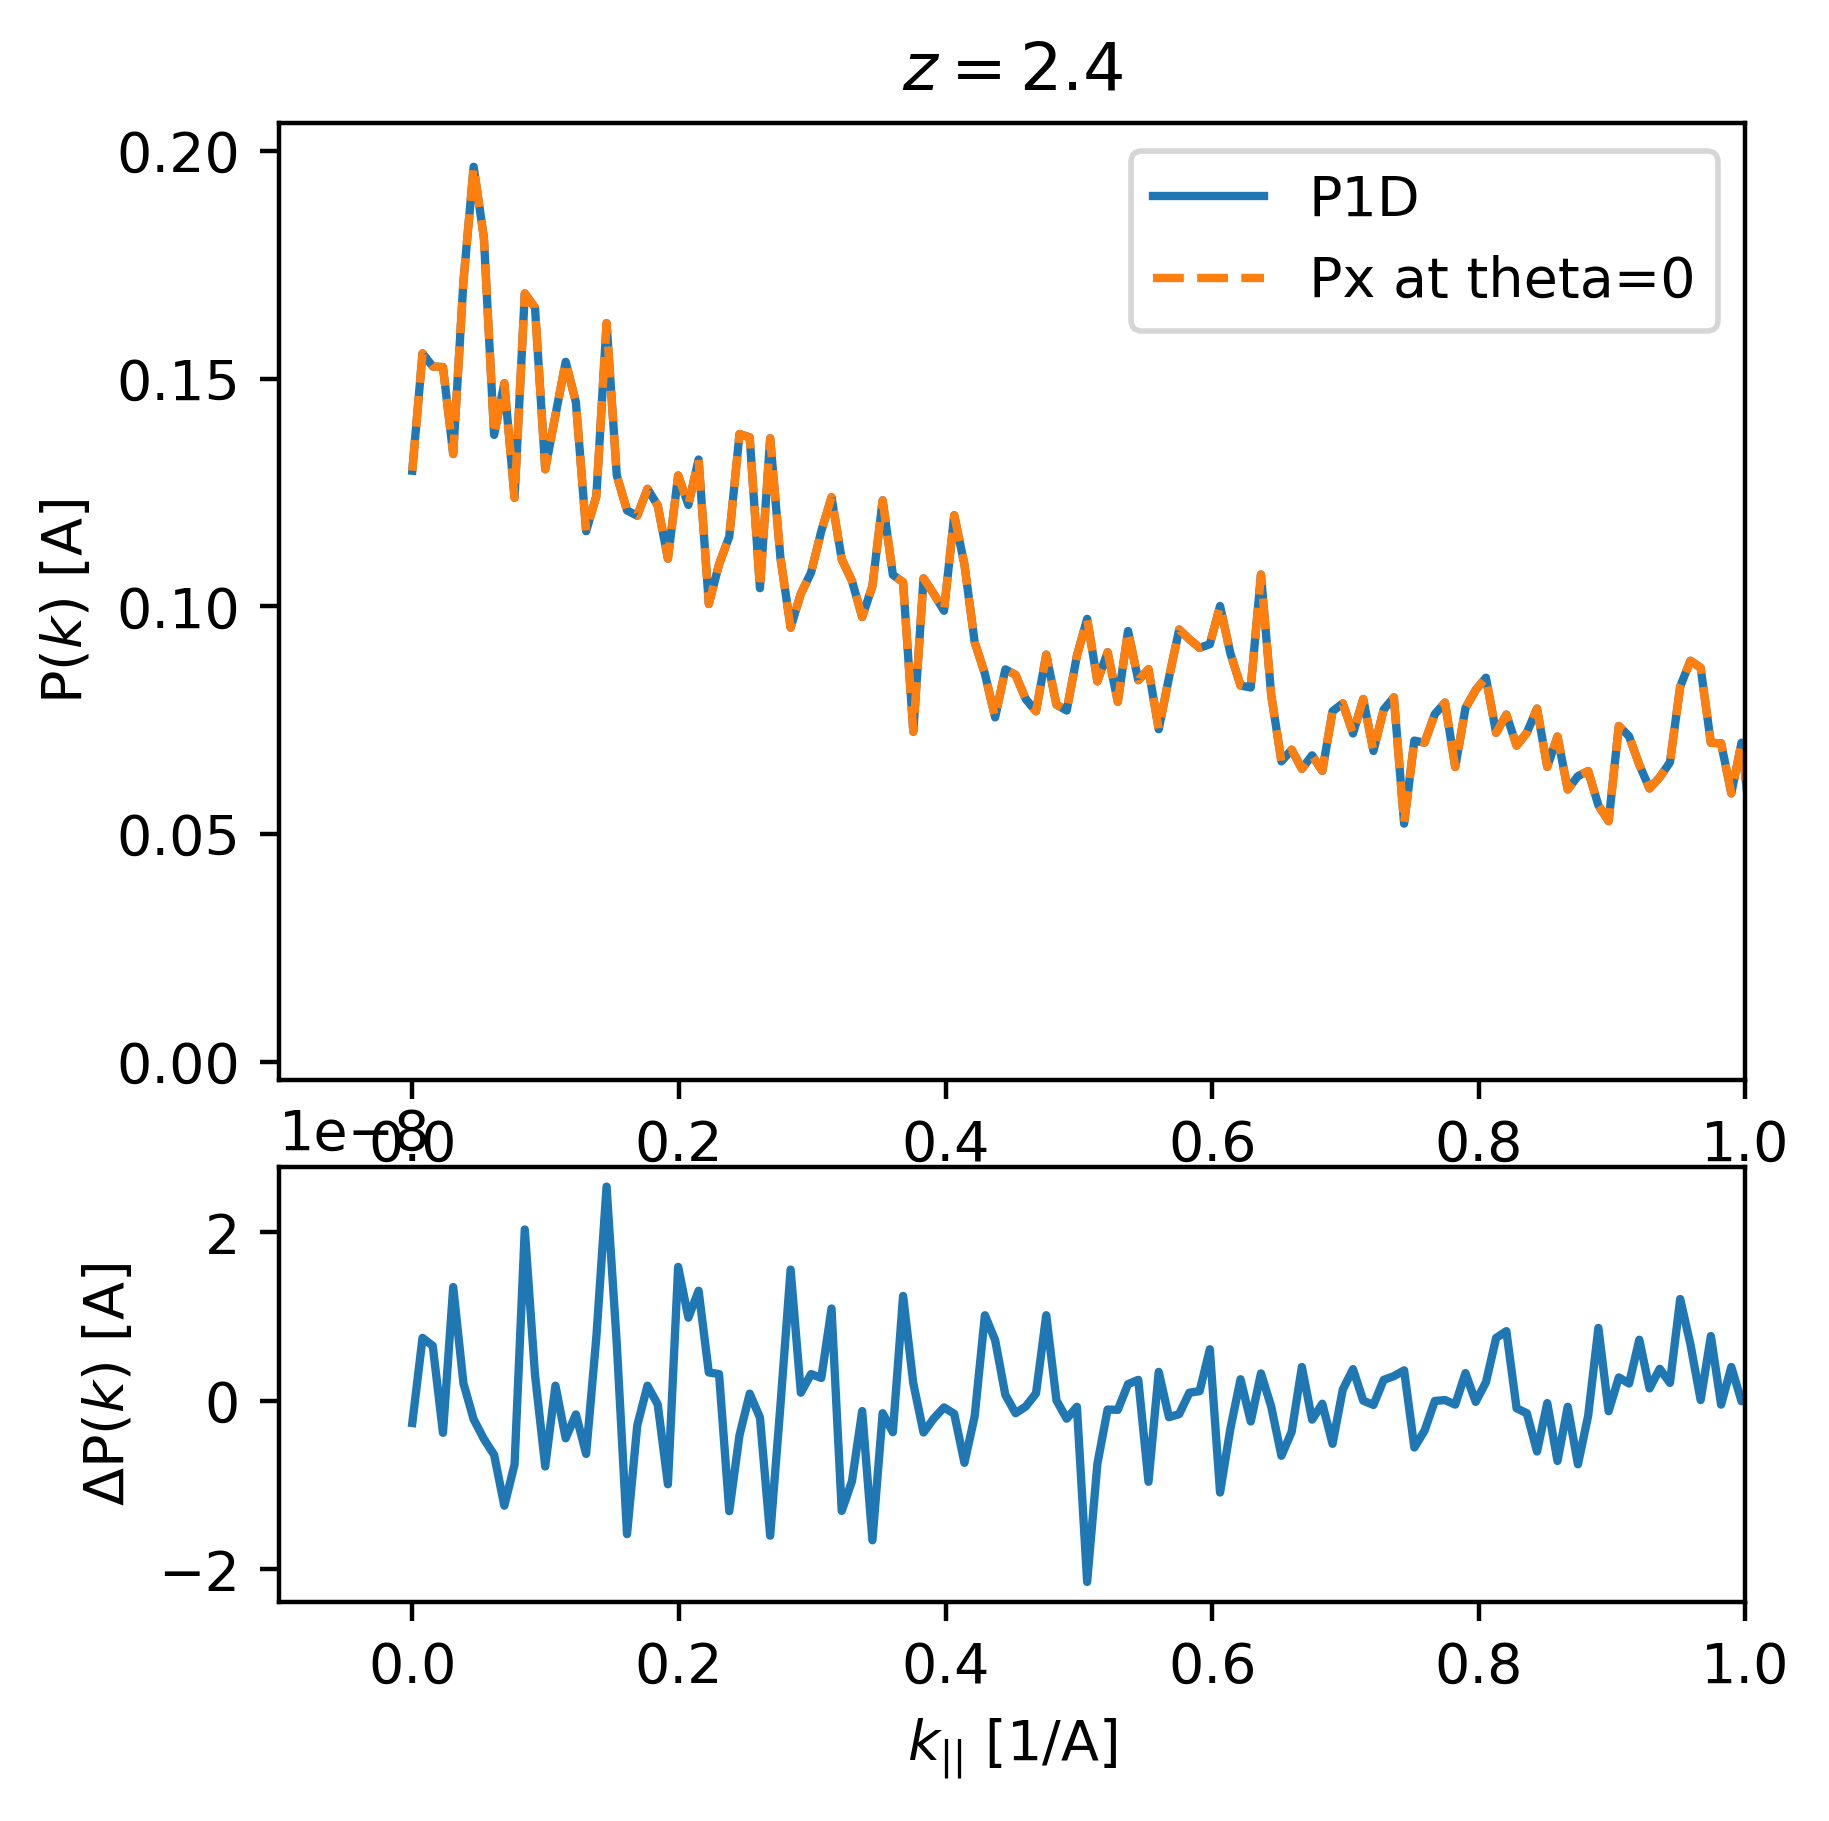 z = 2.4
0.20
0.15
0.10
0.05
0.00
P(k) [A]
P1D
Px at theta=0
0.0 0.2 0.4 0.6 0.8 1.0
1e−8
2
0
−2
ΔP(k) [A]
0.0 0.2 0.4 0.6 0.8 1.0
k|| [1/A]